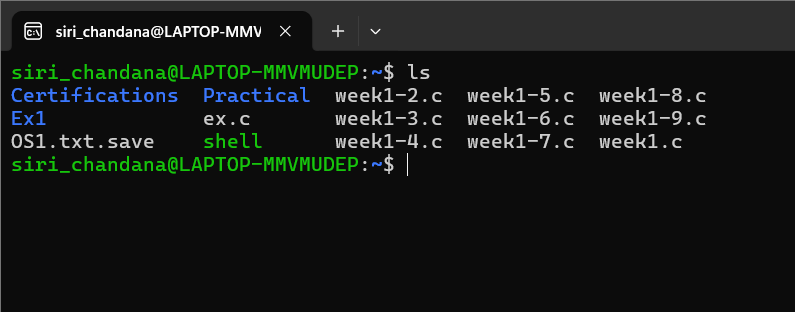 siri_chandana@LAPTOP-MMV
siri_chandana@LAPTOP-MMVMUDEP:~$ ls
Certifications  Practical  week1-2.c  week1-5.c  week1-8.c
Ex1             ex.c       week1-3.c  week1-6.c  week1-9.c
OS1.txt.save    shell      week1-4.c  week1-7.c  week1.c
siri_chandana@LAPTOP-MMVMUDEP:~$